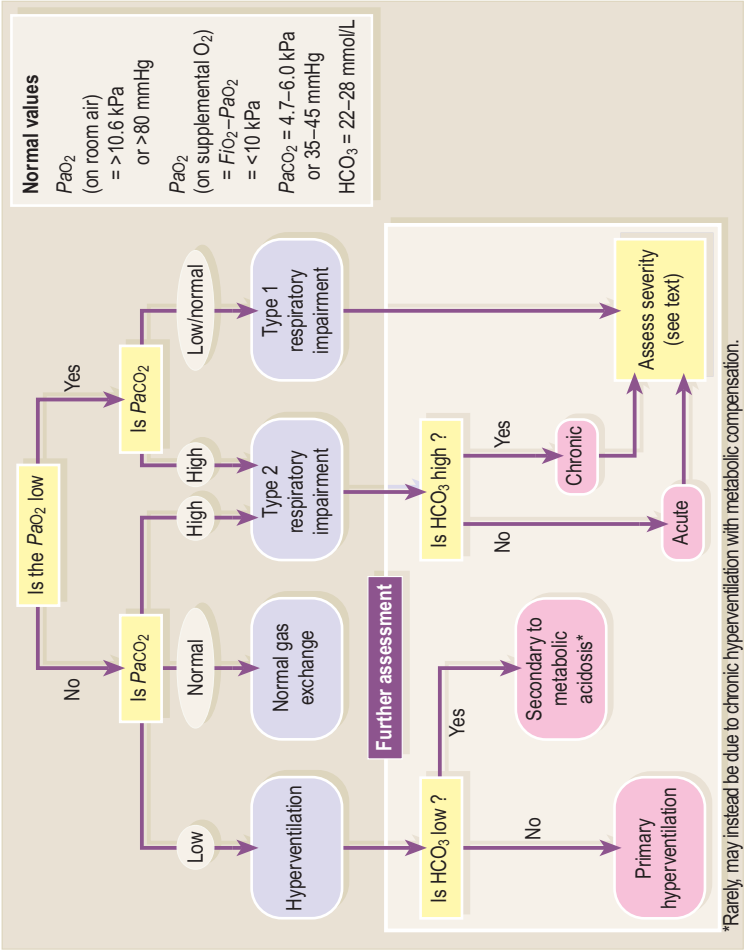 Is the PaO2 low
No
Yes
Is PaCO2
Is PaCO2
Low
Normal
High
High
Low/normal
Hyperventilation
Normal gas
exchange
Type 2
respiratory
impairment
Type 1
respiratory
impairment
Normal values
PaO2
(on room air)
= >10.6 kPa
or >80 mmHg
PaO2
(on supplemental O2)
= FiO2–PaO2
= <10 kPa
PaCO2 = 4.7–6.0 kPa
or 35–45 mmHg
HCO3 = 22–28 mmol/L
Further assessment
Is HCO3 low ?
No
Yes
Primary
hyperventilation
Secondary to
metabolic
acidosis*
Is HCO3 high ?
No
Yes
Acute
Chronic
Assess severity
(see text)
*Rarely, may instead be due to chronic hyperventilation with metabolic compensation.